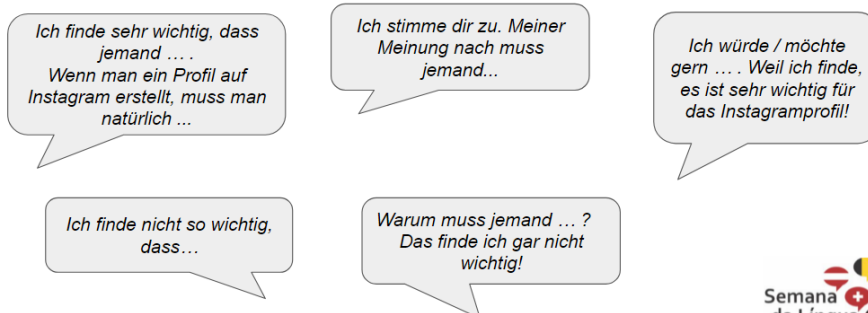 Ich finde sehr wichtig, dass
jemand ... .
Wenn man ein Profil auf
Instagram erstellt, muss man
natürlich ...
Ich stimme dir zu. Meiner
Meinung nach muss
jemand...
Ich würde / möchte
gern ... . Weil ich finde,
es ist sehr wichtig für
das Instagramprofil!
Ich finde nicht so wichtig,
dass…
Warum muss jemand ... ?
Das finde ich gar nicht
wichtig!
Semana